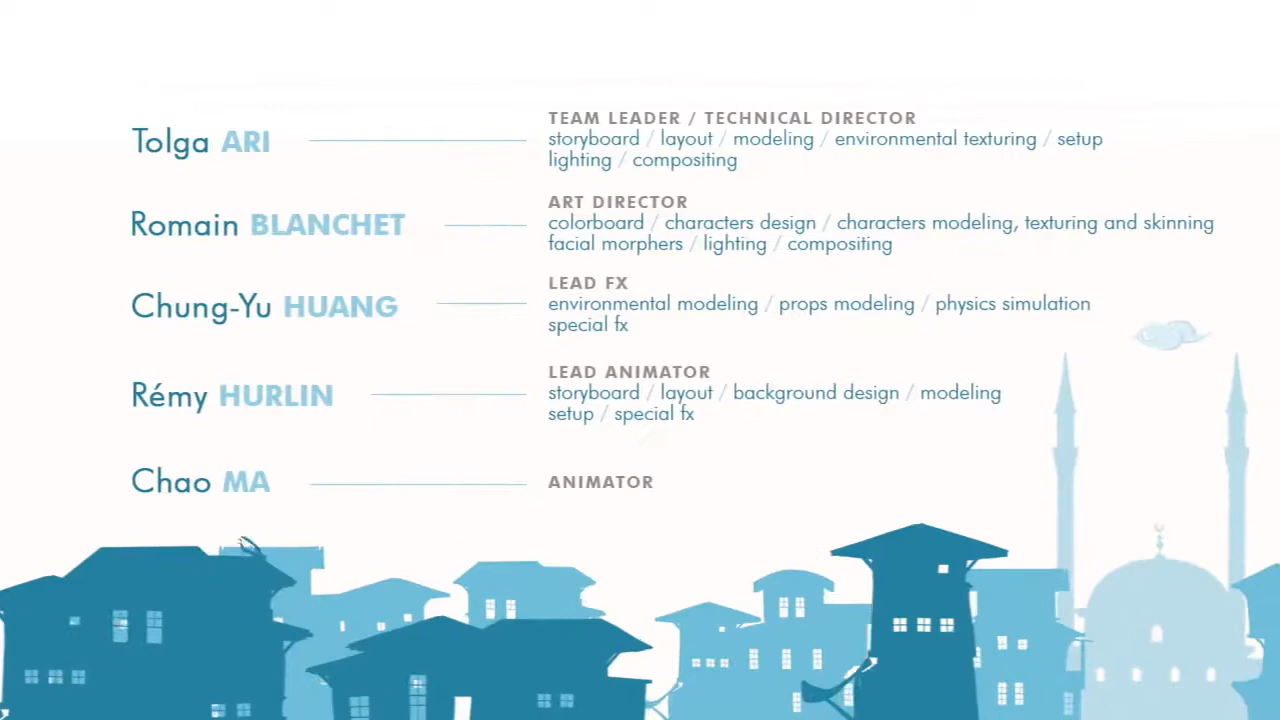 Tolga ARI
TEAM LEADER / TECHNICAL DIRECTOR
storyboard / layout / modeling / environmental texturing / setup
lighting / compositing
Romain BLANCHET
ART DIRECTOR
colorboard / characters design / characters modeling, texturing and skinning
facial morphers / lighting / compositing
Chung-Yu HUANG
LEAD FX
environmental modeling / props modeling / physics simulation
special fx
Rémy HURLIN
LEAD ANIMATOR
storyboard / layout / background design / modeling
setup / special fx
Chao MA
ANIMATOR